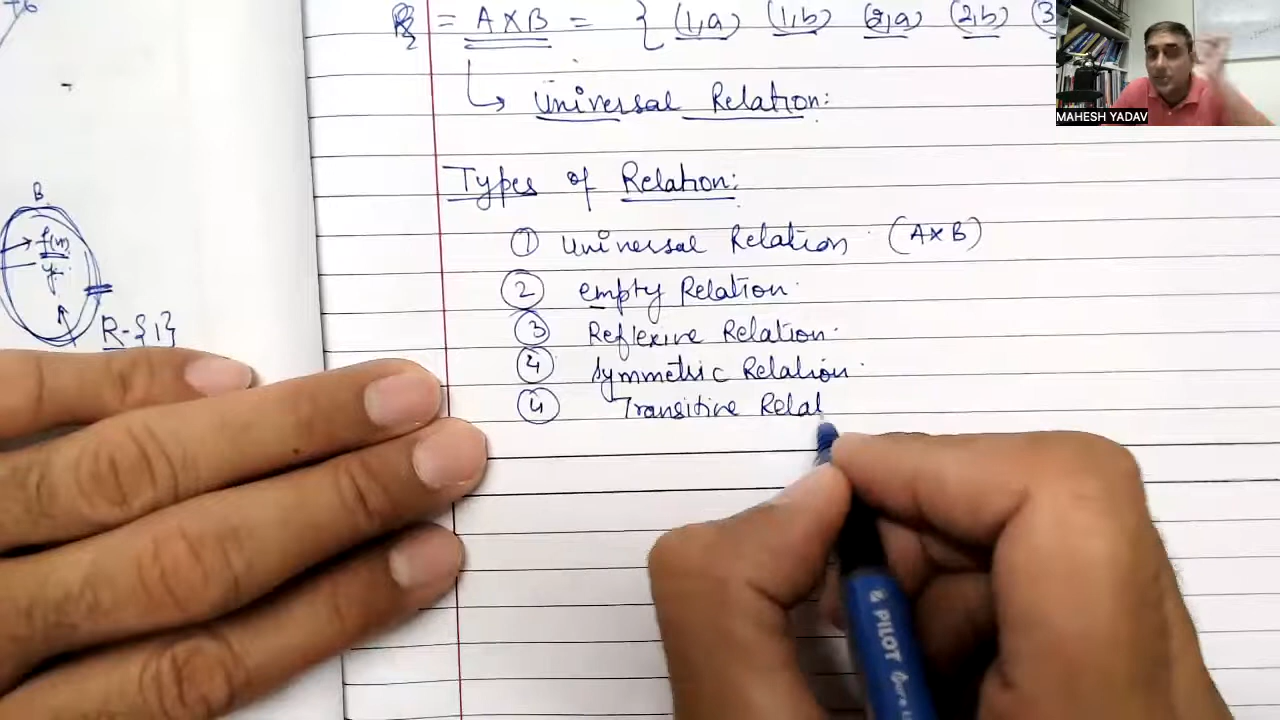 = A×B = { (1,a) (1,b) (2,a) (2,b) (3
↳ Universal Relation:
MAHESH YADAV
Types of Relation:
① Universal Relation (A×B)
② empty Relation.
③ Reflexive Relation.
④ Symmetric Relation.
④ Transitive Relat
B
f(n)
y
R-{1}
PILOT